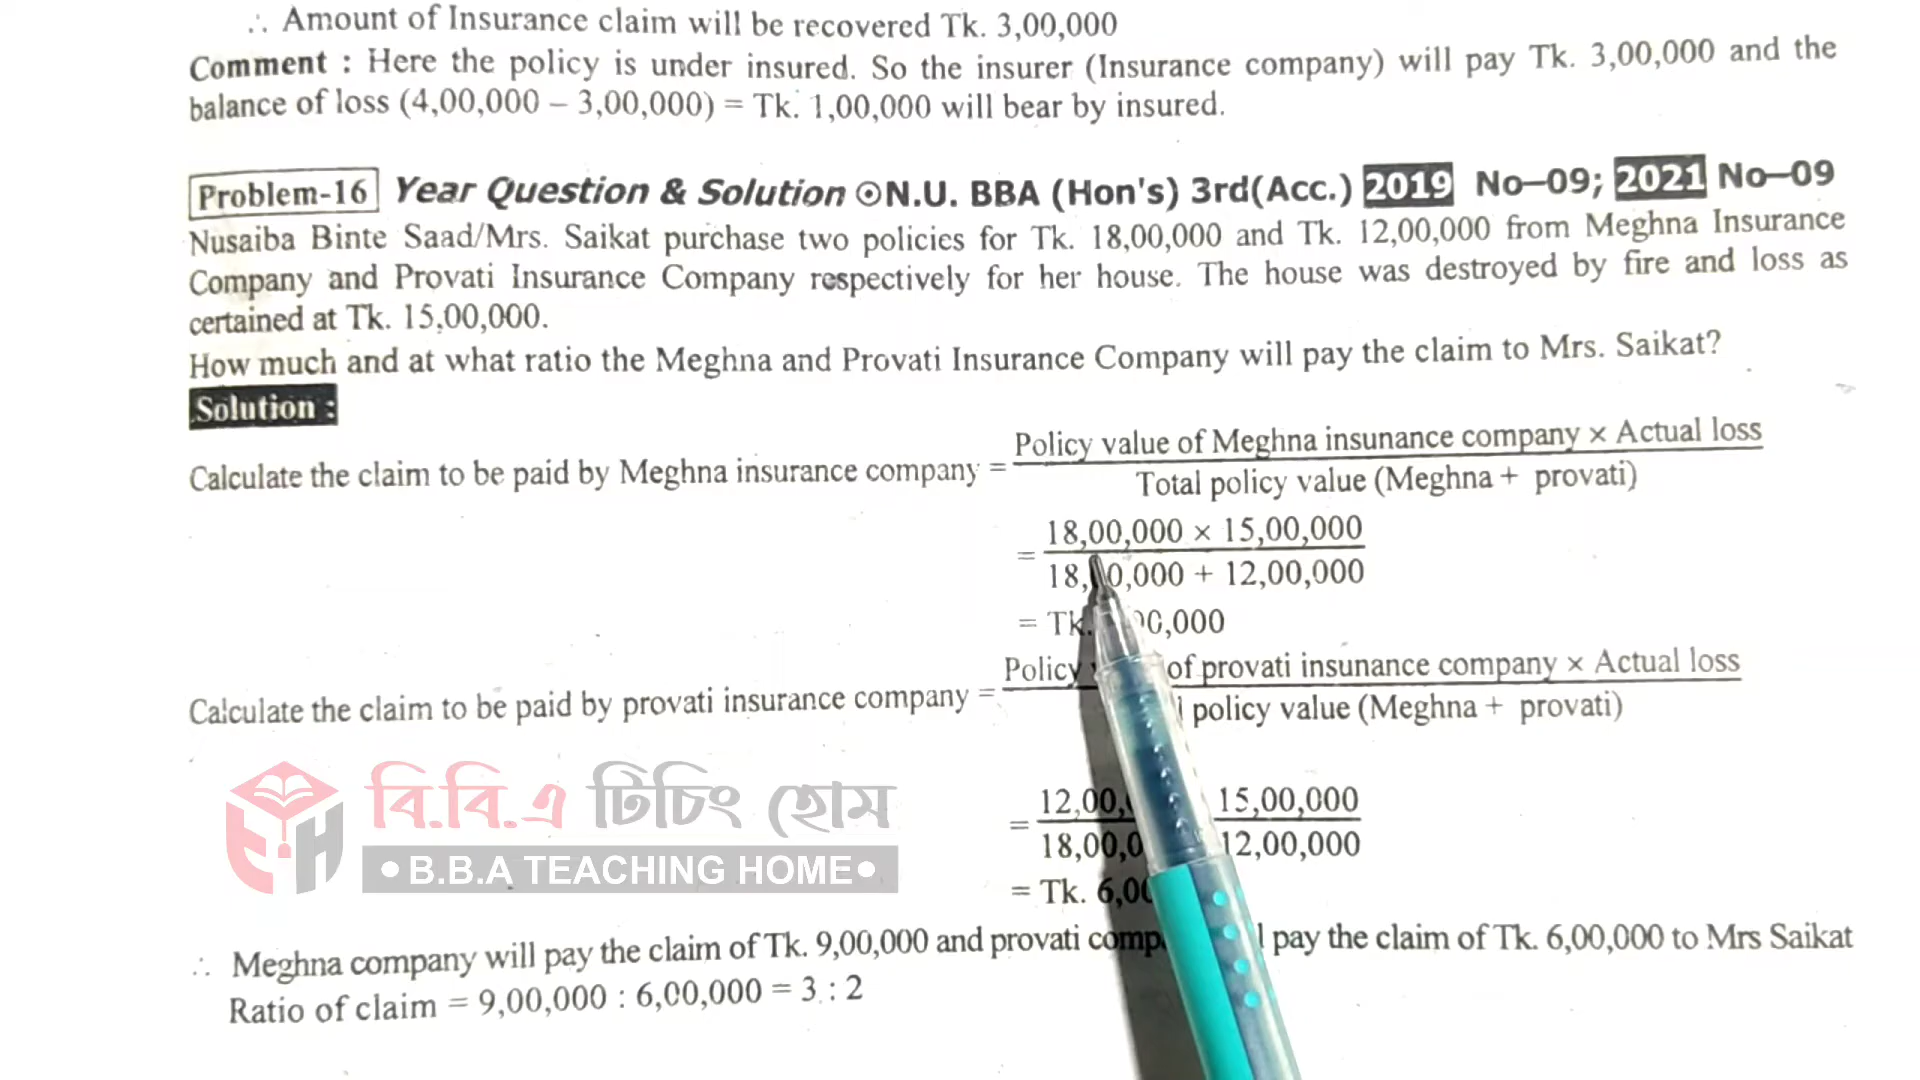 ∴ Amount of Insurance claim will be recovered Tk. 3,00,000
Comment : Here the policy is under insured. So the insurer (Insurance company) will pay Tk. 3,00,000 and the
balance of loss (4,00,000 – 3,00,000) = Tk. 1,00,000 will bear by insured.
Problem-16 Year Question & Solution ⊙N.U. BBA (Hon's) 3rd(Acc.) 2019 No–09; 2021 No–09
Nusaiba Binte Saad/Mrs. Saikat purchase two policies for Tk. 18,00,000 and Tk. 12,00,000 from Meghna Insurance
Company and Provati Insurance Company respectively for her house. The house was destroyed by fire and loss as
certained at Tk. 15,00,000.
How much and at what ratio the Meghna and Provati Insurance Company will pay the claim to Mrs. Saikat?
Solution :
Policy value of Meghna insunance company × Actual loss
Calculate the claim to be paid by Meghna insurance company =
Total policy value (Meghna + provati)
18,00,000 × 15,00,000
=
18,00,000 + 12,00,000
= Tk. 00,000
Policy of provati insunance company × Actual loss
Calculate the claim to be paid by provati insurance company =
policy value (Meghna + provati)
12,00, 15,00,000
=
18,00,0 12,00,000
= Tk. 6,00
বি.বি.এ টিচিং হোম
•B.B.A TEACHING HOME•
∴ Meghna company will pay the claim of Tk. 9,00,000 and provati comp pay the claim of Tk. 6,00,000 to Mrs Saikat
Ratio of claim = 9,00,000 : 6,00,000 = 3 : 2